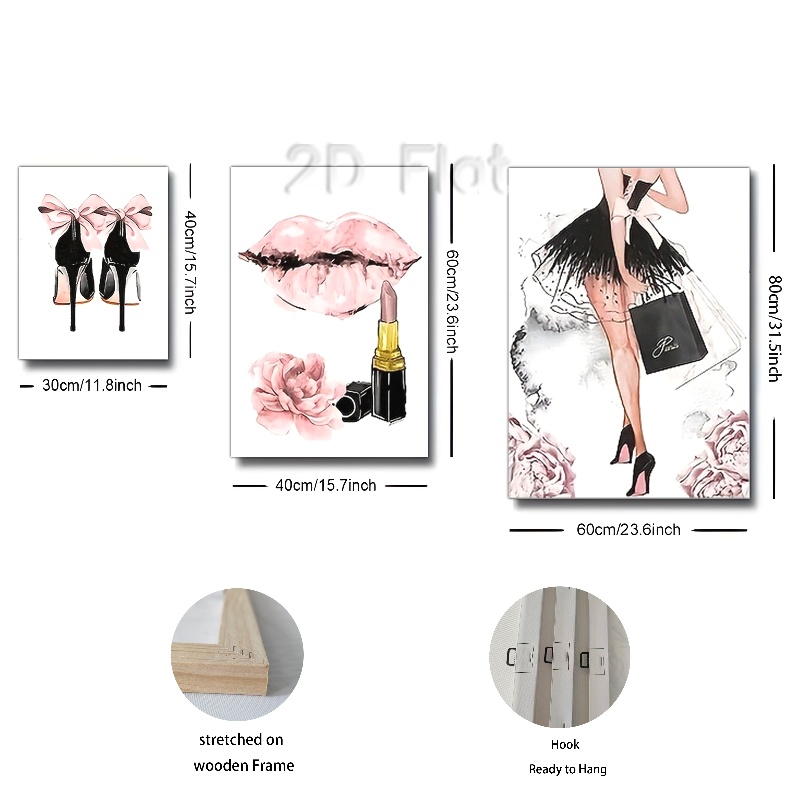 2D Flat
40cm/15.7inch
30cm/11.8inch
60cm/23.6inch
40cm/15.7inch
Paris
80cm/31.5inch
60cm/23.6inch
stretched on
wooden Frame
Hook
Ready to Hang